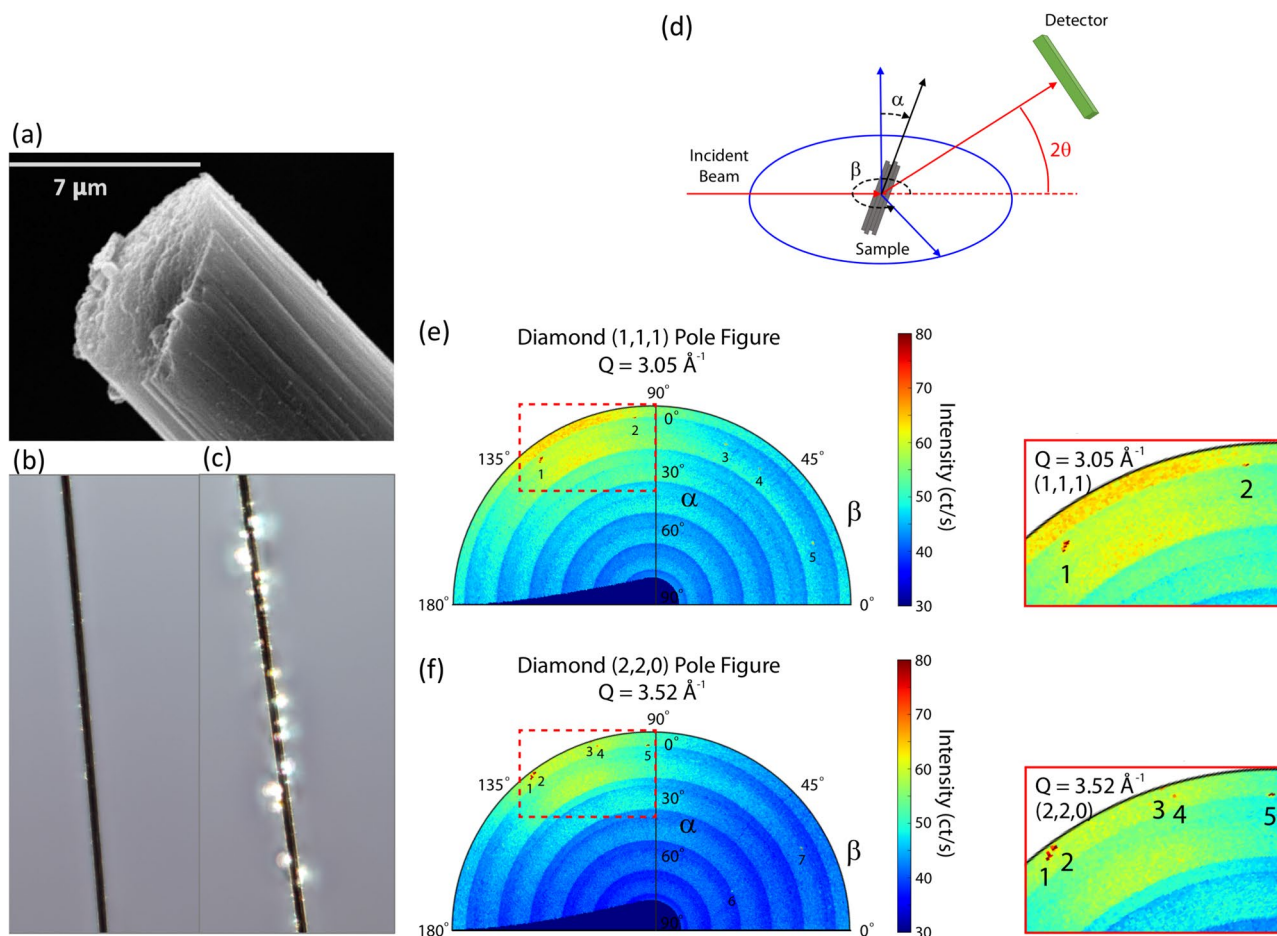 (a)
7 µm
(b)
(c)
(d)
Detector
α
Incident
Beam
β
2θ
Sample
(e)
Diamond (1,1,1) Pole Figure
Q = 3.05 Å⁻¹
90°
0°
2
135°
1
3
45°
4
30°
α
60°
β
5
180°
90°
0°
80
70
60
50
40
30
Intensity (ct/s)
Q = 3.05 Å⁻¹
(1,1,1)
2
1
(f)
Diamond (2,2,0) Pole Figure
Q = 3.52 Å⁻¹
90°
0°
3 4
5
135°
1 2
45°
30°
α
60°
β
7
6
180°
90°
0°
80
70
60
50
40
30
Intensity (ct/s)
Q = 3.52 Å⁻¹
(2,2,0)
3 4
5
1 2